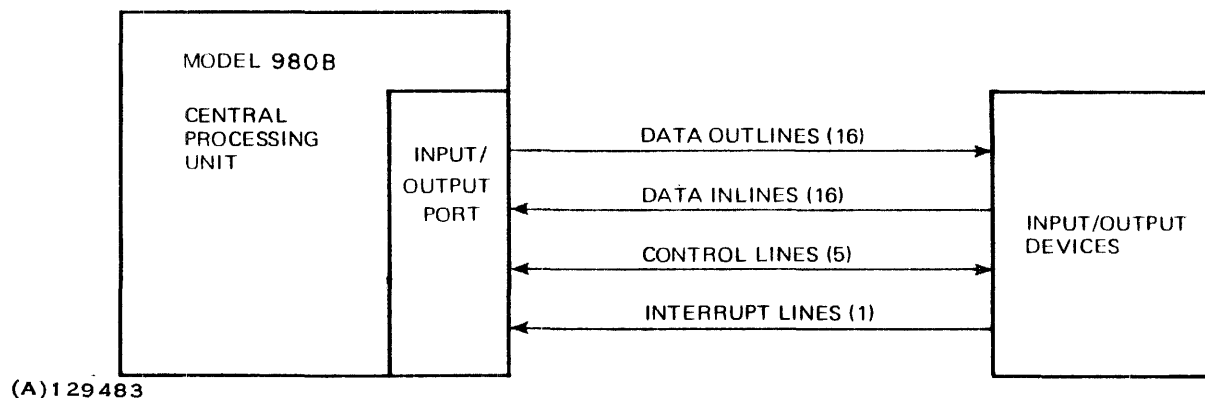 MODEL 980B
CENTRAL
PROCESSING
UNIT
INPUT/
OUTPUT
PORT
DATA OUTLINES (16)
DATA INLINES (16)
CONTROL LINES (5)
INTERRUPT LINES (1)
INPUT/OUTPUT
DEVICES
(A)129483